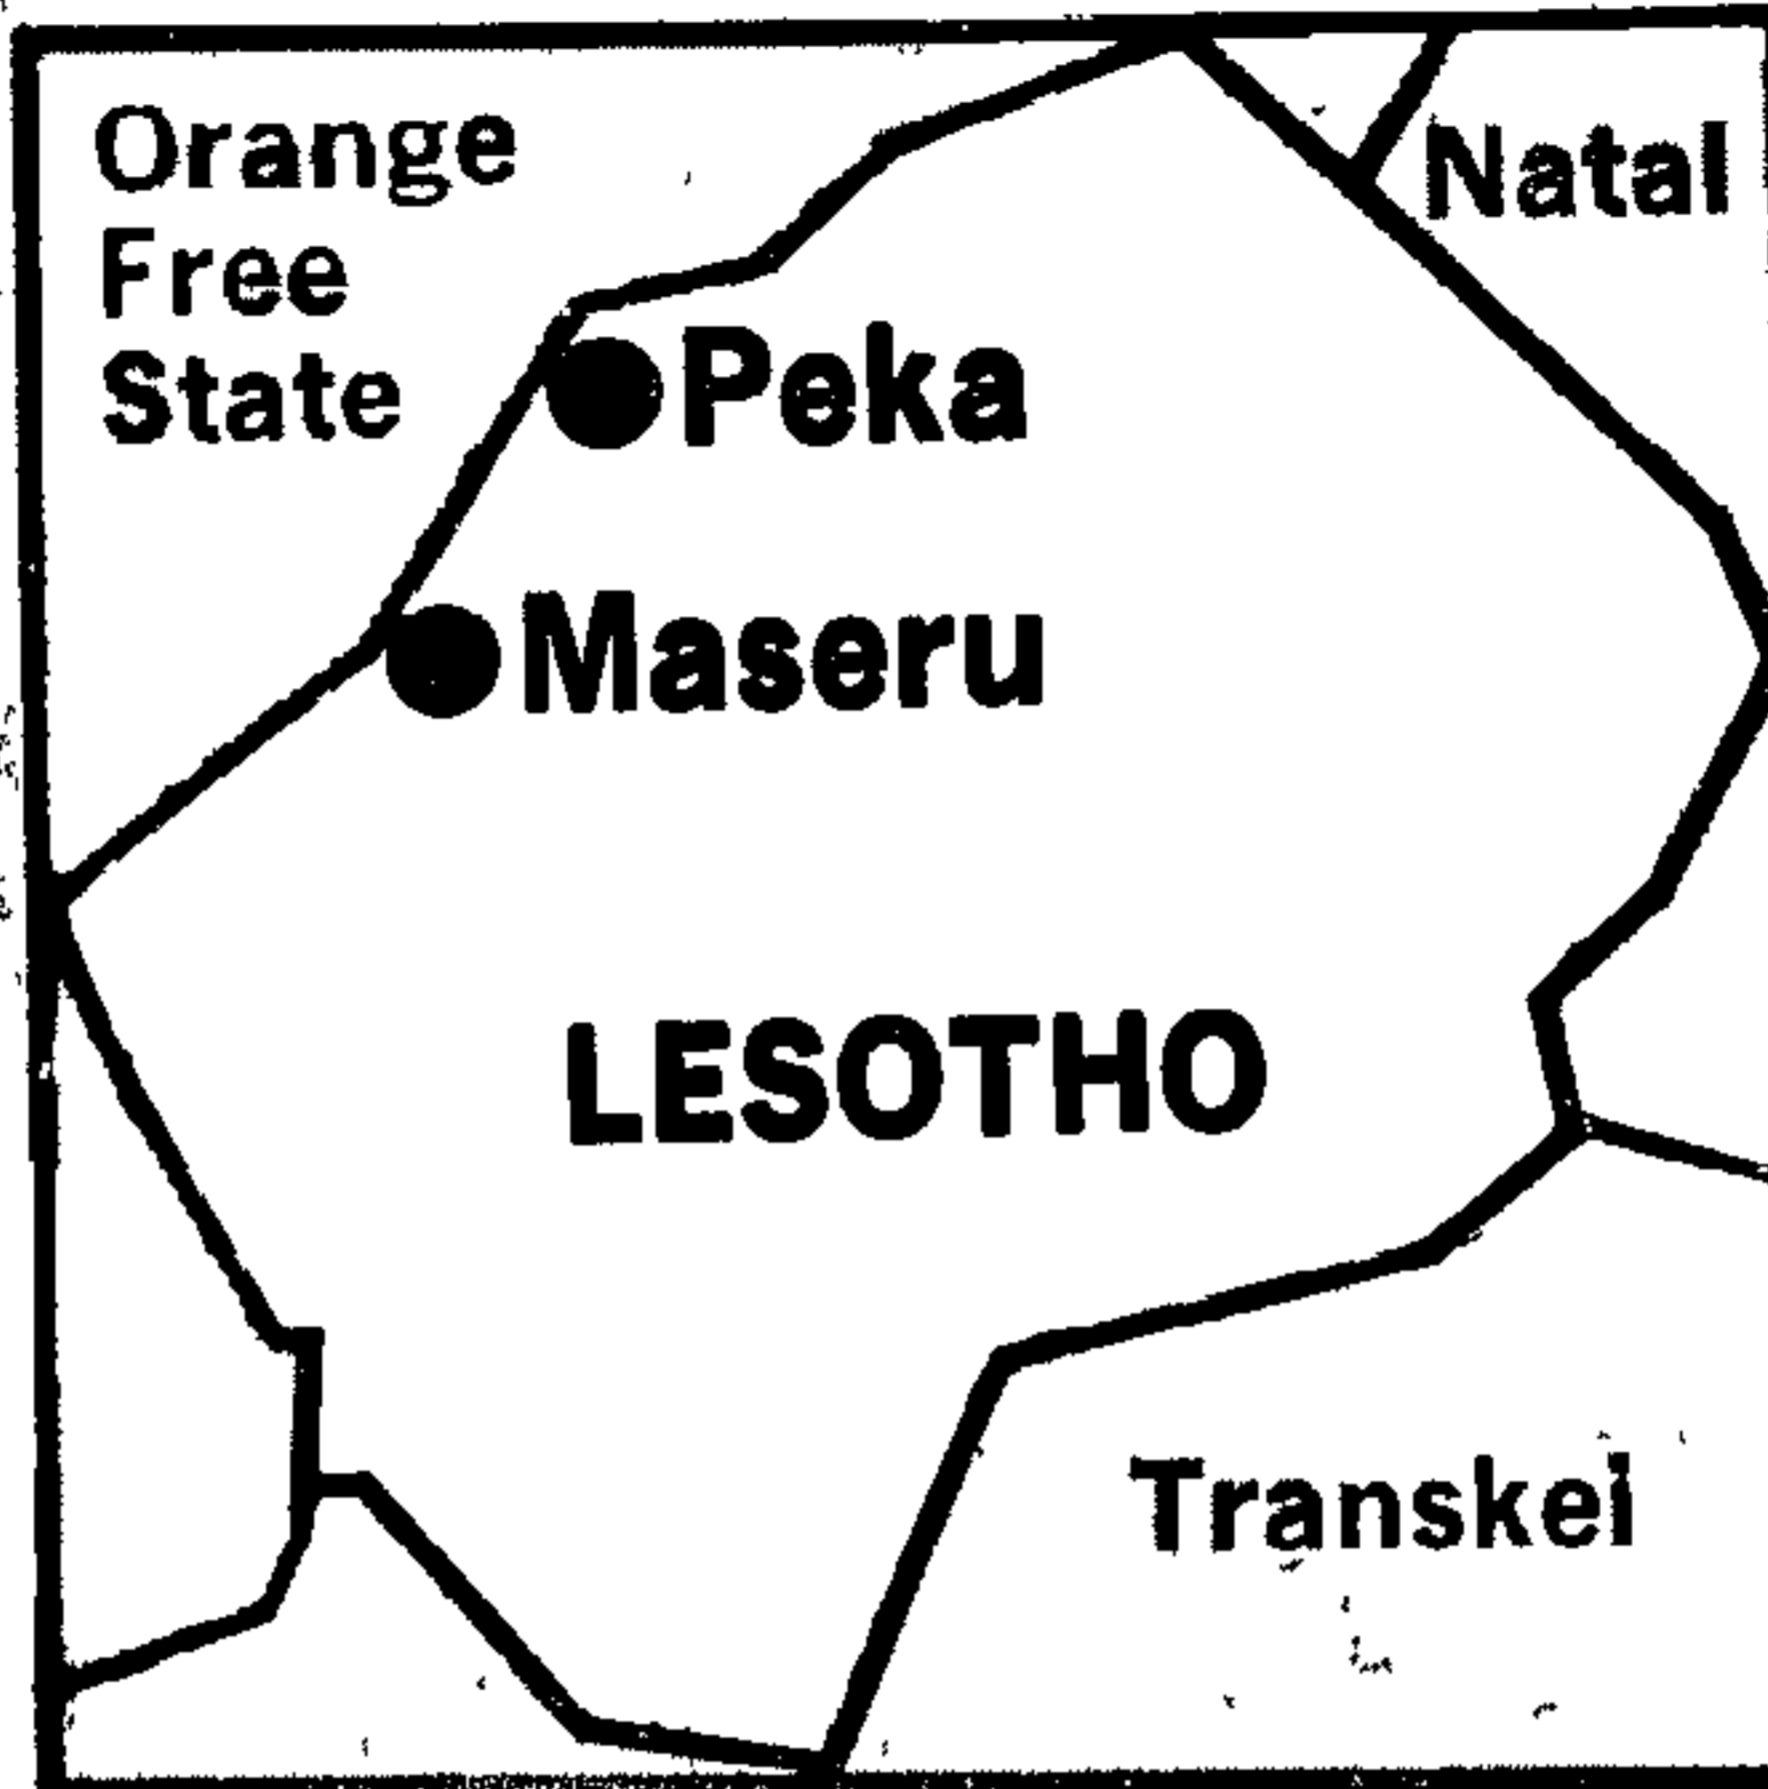 Orange
Free
State
Natal
Peka
Maseru
LESOTHO
Transkei